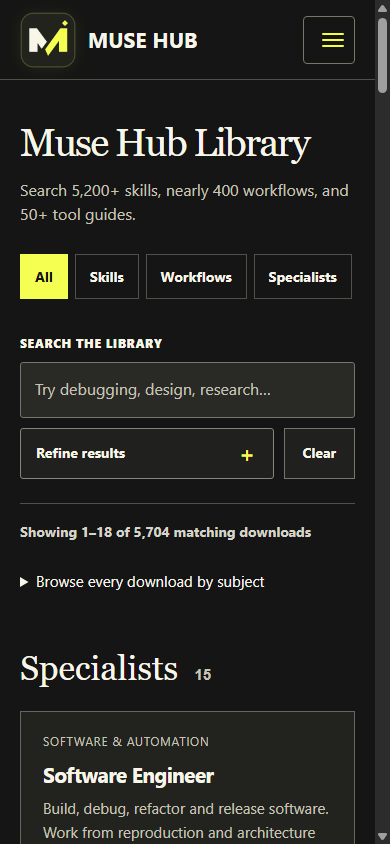 MUSE HUB
Muse Hub Library
Search 5,200+ skills, nearly 400 workflows, and
50+ tool guides.
All
Skills
Workflows
Specialists
SEARCH THE LIBRARY
Try debugging, design, research...
Refine results +
Clear
Showing 1–18 of 5,704 matching downloads
Browse every download by subject
Specialists 15
SOFTWARE & AUTOMATION
Software Engineer
Build, debug, refactor and release software.
Work from reproduction and architecture